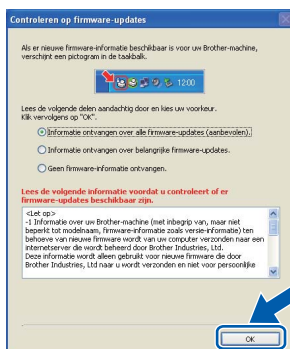 Controleren op firmware-updates
Als er nieuwe firmware-informatie beschikbaar is voor uw Brother-machine,
verschijnt een pictogram in de taakbalk.
12:00
Lees de volgende delen aandachtig door en kies uw voorkeur.
Klik vervolgens op "OK".
Informatie ontvangen over alle firmware-updates (aanbevolen).
Informatie ontvangen over belangrijke firmware-updates.
Geen firmware-informatie ontvangen.
Lees de volgende informatie voordat u controleert of er
firmware-updates beschikbaar zijn.
<Let op>
-1 Informatie over uw Brother-machine (met inbegrip van, maar niet
beperkt tot modelnaam, firmware-informatie zoals versie-informatie) ten
behoeve van nieuwe firmware wordt van uw computer verzonden naar een
internetserver die wordt beheerd door Brother Industries, Ltd.
Deze informatie wordt alleen gebruikt voor nieuwe firmware die door
Brother Industries, Ltd naar u wordt verzonden en niet voor persoonlijke
OK